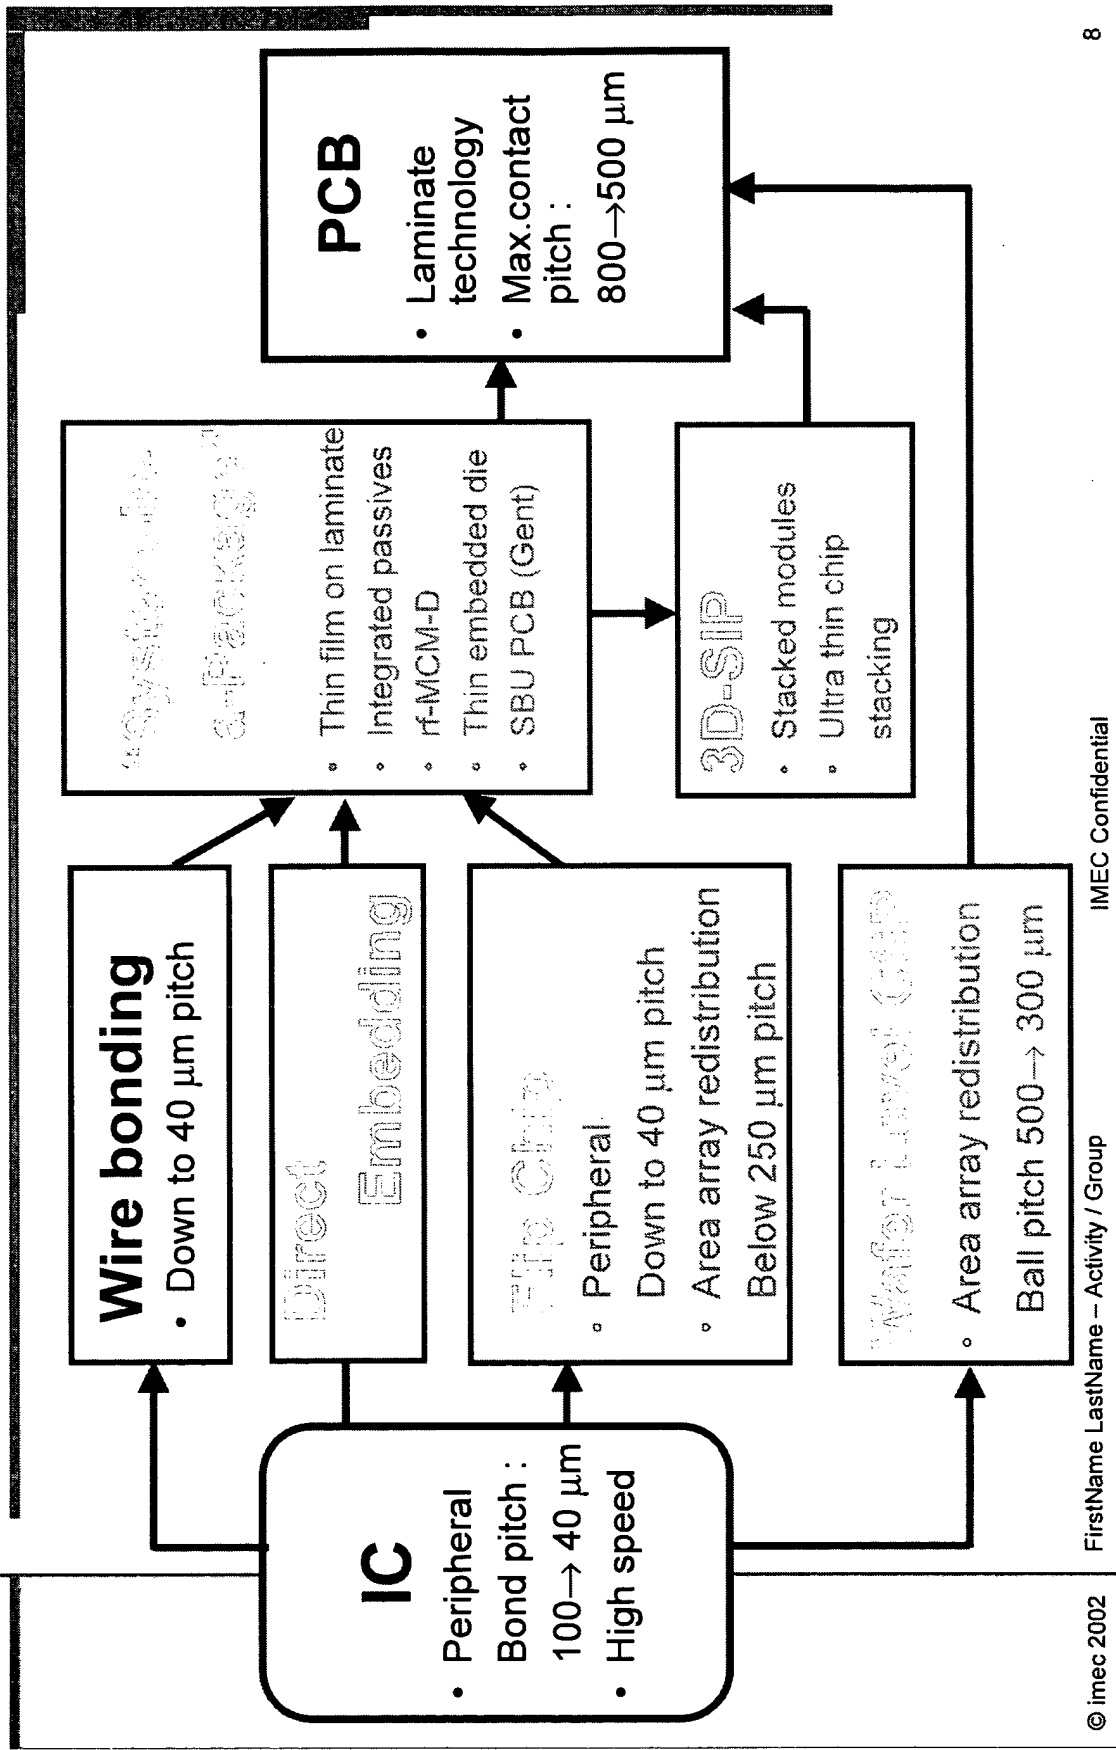 IC
• Peripheral
Bond pitch :
100→ 40 µm
• High speed
Wire bonding
• Down to 40 µm pitch
Direct
Embedding
Flip Chip
• Peripheral
Down to 40 µm pitch
• Area array redistribution
Below 250 µm pitch
Wafer Level CSP
• Area array redistribution
Ball pitch 500→ 300 µm
"System-in-
a-Package"
• Thin film on laminate
• Integrated passives
• rf-MCM-D
• Thin embedded die
• SBU PCB (Gent)
3D-SIP
• Stacked modules
• Ultra thin chip
stacking
PCB
• Laminate
technology
• Max.contact
pitch :
800→500 µm
© imec 2002
FirstName LastName – Activity / Group
IMEC Confidential
8